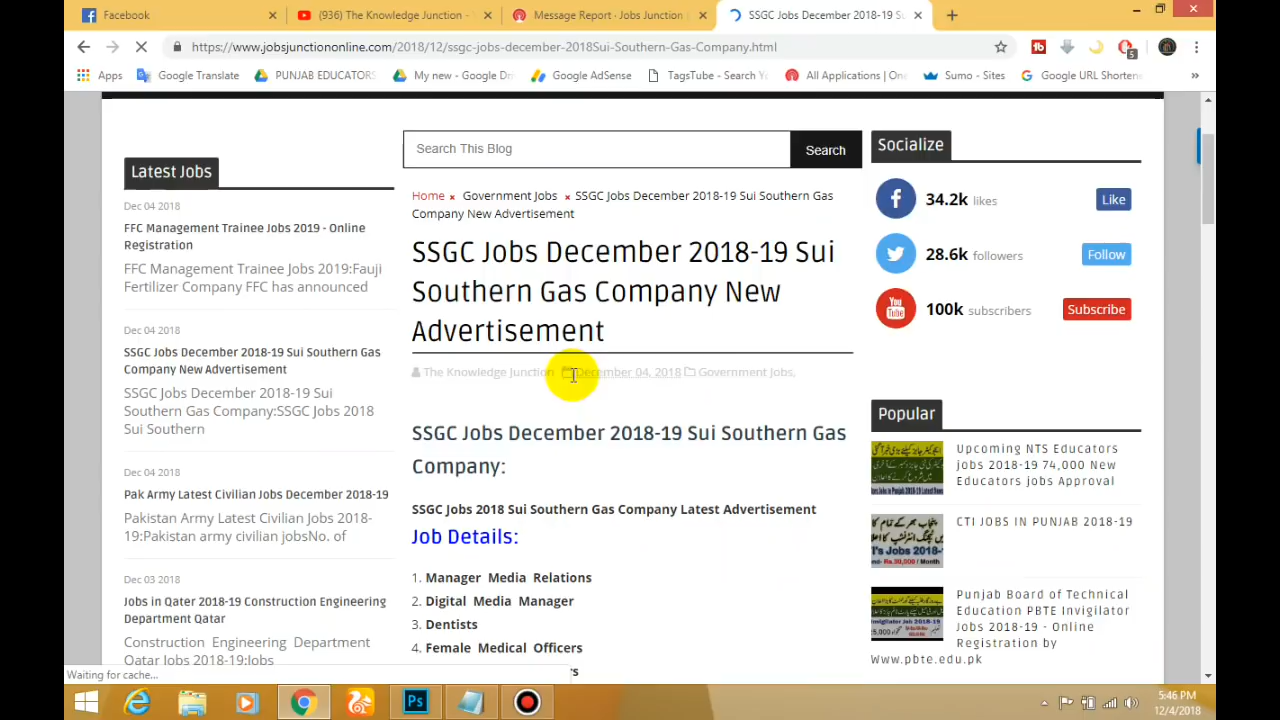 Facebook
(936) The Knowledge Junction -
Message Report · Jobs Junction
SSGC Jobs December 2018-19 Su
https://www.jobsjunctiononline.com/2018/12/ssgc-jobs-december-2018Sui-Southern-Gas-Company.html
5
Apps
Google Translate
PUNJAB EDUCATORS
My new - Google Dri
Google AdSense
TagsTube - Search Yo
All Applications | One
Sumo - Sites
Google URL Shortene
»
Search This Blog
Search
Socialize
34.2k likes
Like
28.6k followers
Follow
You
Tube
100k subscribers
Subscribe
Latest Jobs
Dec 04 2018
FFC Management Trainee Jobs 2019 - Online
Registration
FFC Management Trainee Jobs 2019:Fauji
Fertilizer Company FFC has announced
Dec 04 2018
SSGC Jobs December 2018-19 Sui Southern Gas
Company New Advertisement
SSGC Jobs December 2018-19 Sui
Southern Gas Company:SSGC Jobs 2018
Sui Southern
Dec 04 2018
Pak Army Latest Civilian Jobs December 2018-19
Pakistan Army Latest Civilian Jobs 2018-
19:Pakistan army civilian jobsNo. of
Dec 03 2018
Jobs in Qater 2018-19 Construction Engineering
Department Qatar
Construction Engineering Department
Qatar Jobs 2018-19:Jobs
Home × Government Jobs × SSGC Jobs December 2018-19 Sui Southern Gas
Company New Advertisement
SSGC Jobs December 2018-19 Sui
Southern Gas Company New
Advertisement
The Knowledge Junction December 04, 2018 Government Jobs,
SSGC Jobs December 2018-19 Sui Southern Gas
Company:
SSGC Jobs 2018 Sui Southern Gas Company Latest Advertisement
Job Details:
1. Manager Media Relations
2. Digital Media Manager
3. Dentists
4. Female Medical Officers
Popular
Upcoming NTS Educators
jobs 2018-19 74,000 New
Educators jobs Approval
CTI JOBS IN PUNJAB 2018-19
Punjab Board of Technical
Education PBTE Invigilator
Jobs 2018-19 - Online
Registration by
Www.pbte.edu.pk
Waiting for cache...
Ps
5:46 PM
12/4/2018